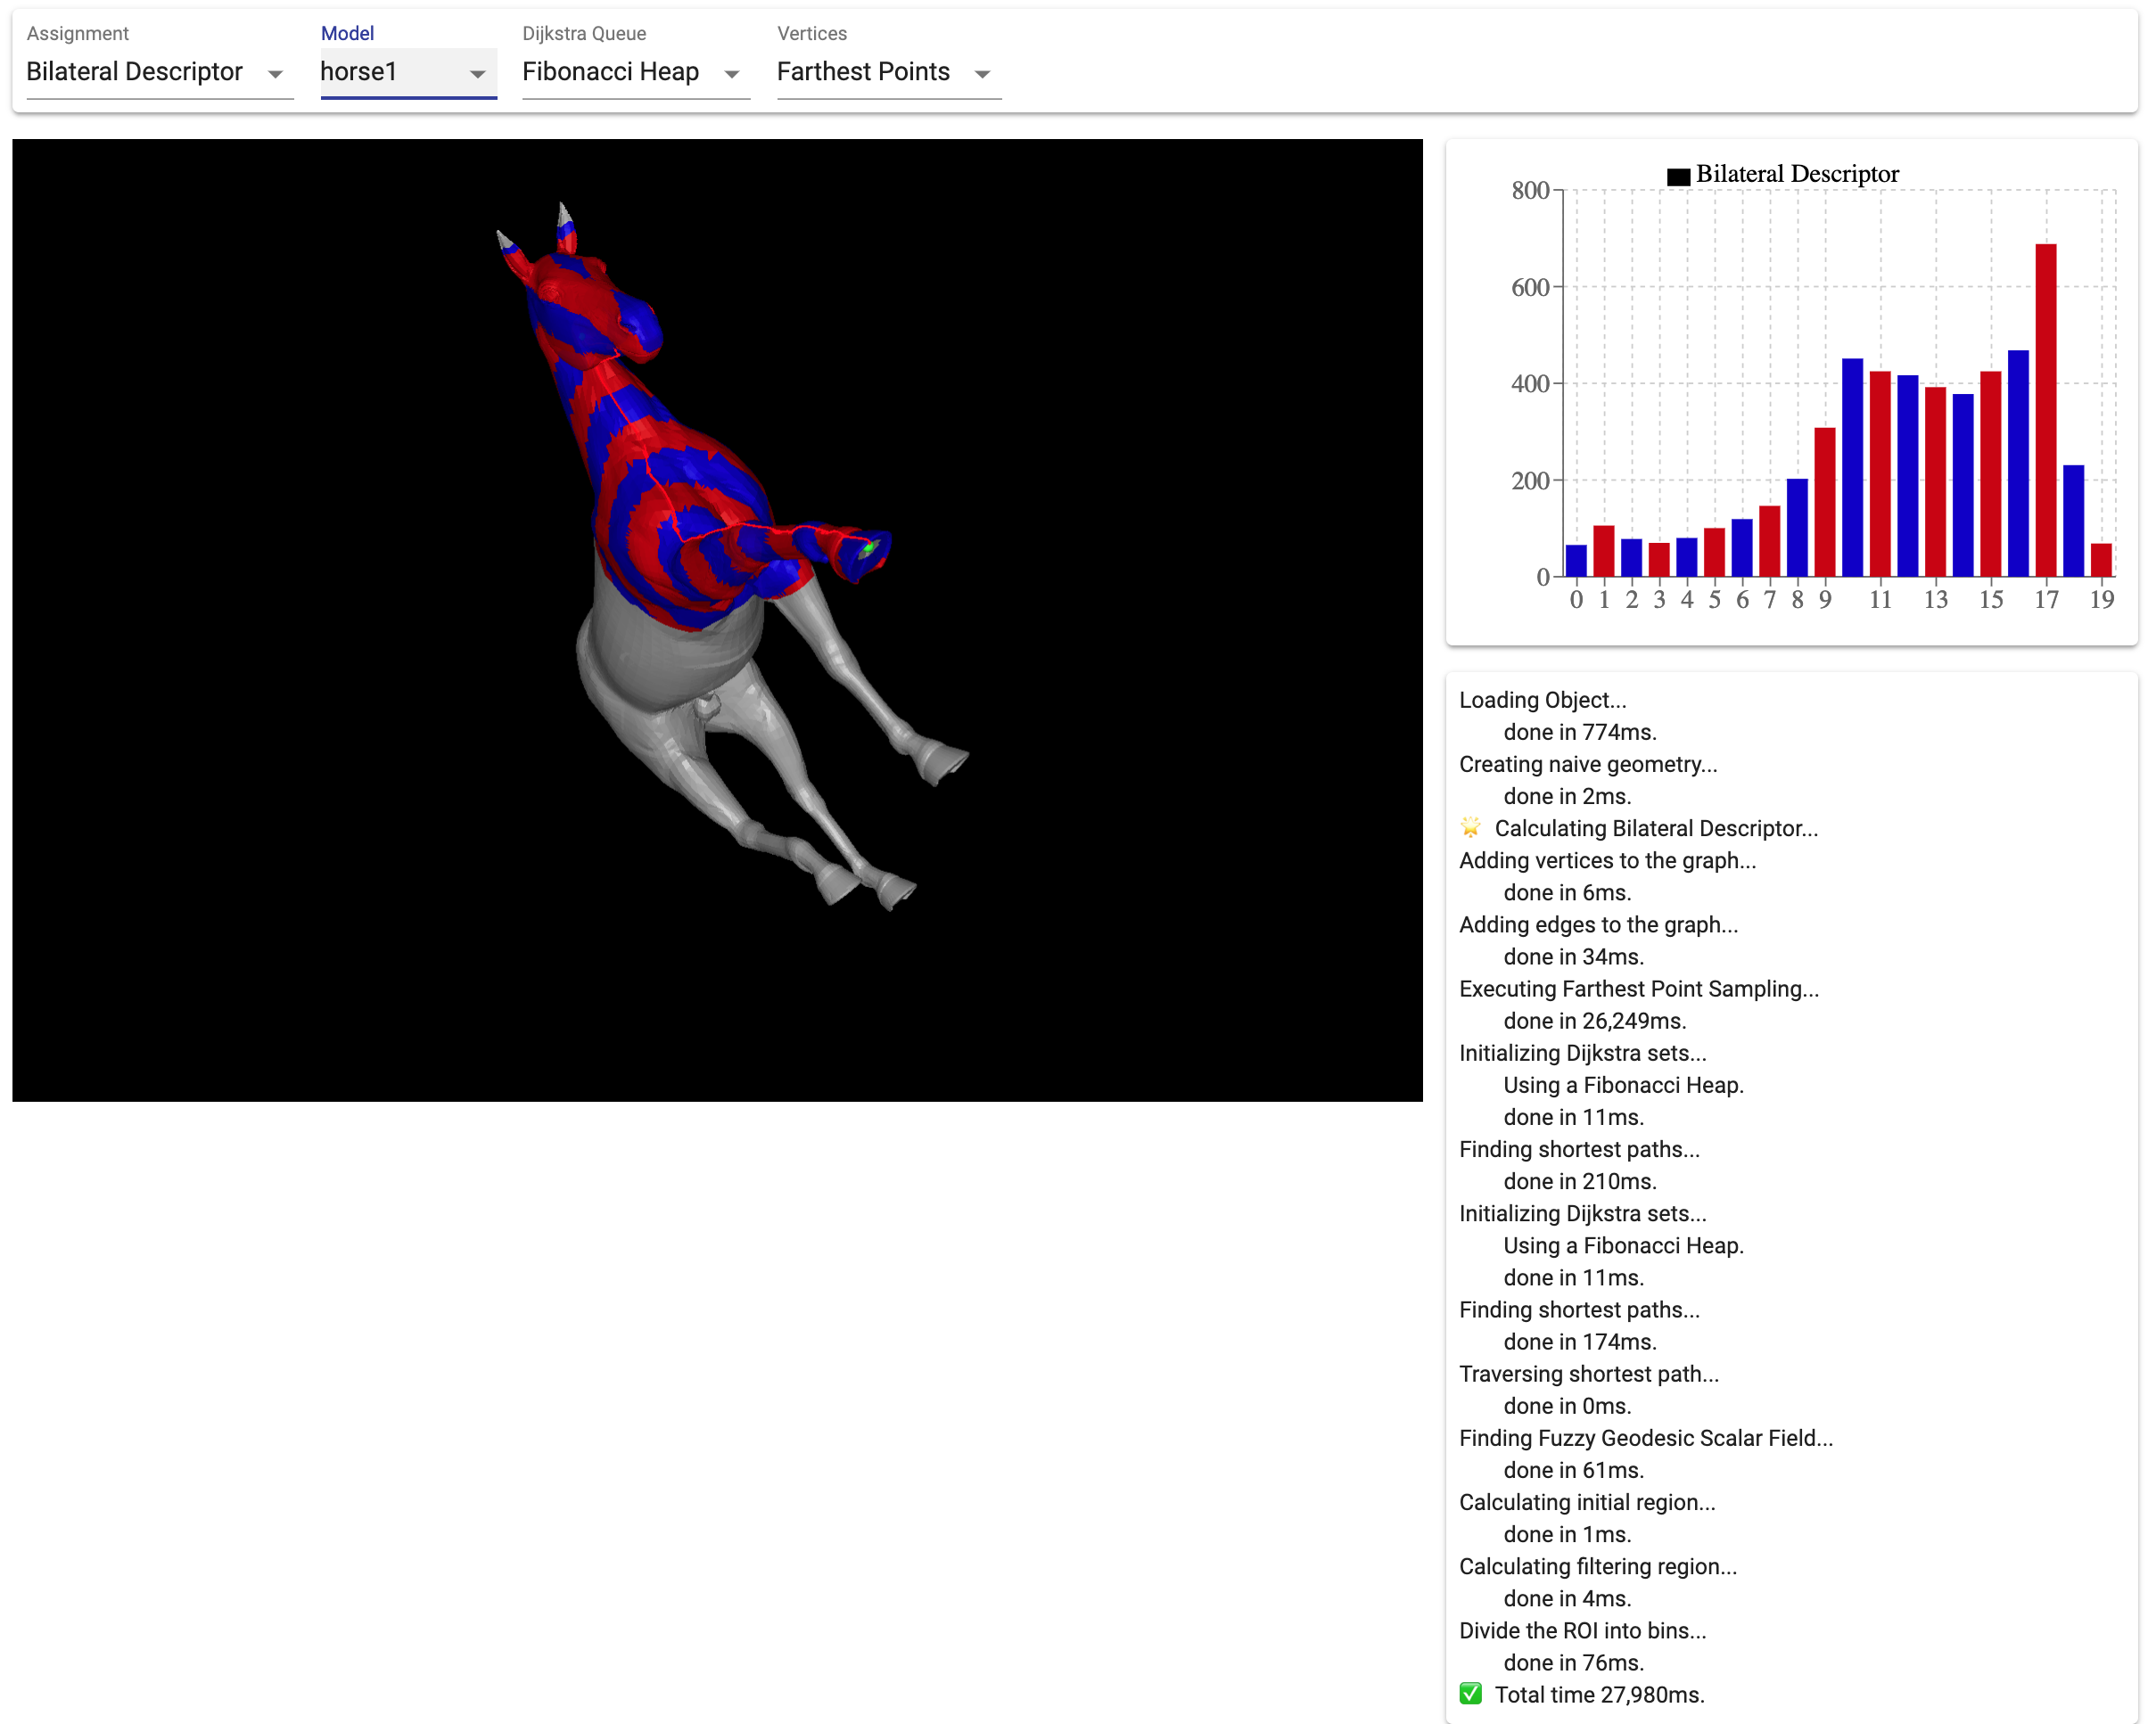 Assignment Model Dijkstra Queue Vertices
Bilateral Descriptor horse1 Fibonacci Heap Farthest Points
Bilateral Descriptor
800
600
400
200
0
0 1 2 3 4 5 6 7 8 9 11 13 15 17 19
Loading Object...
done in 774ms.
Creating naive geometry...
done in 2ms.
🌟 Calculating Bilateral Descriptor...
Adding vertices to the graph...
done in 6ms.
Adding edges to the graph...
done in 34ms.
Executing Farthest Point Sampling...
done in 26,249ms.
Initializing Dijkstra sets...
Using a Fibonacci Heap.
done in 11ms.
Finding shortest paths...
done in 210ms.
Initializing Dijkstra sets...
Using a Fibonacci Heap.
done in 11ms.
Finding shortest paths...
done in 174ms.
Traversing shortest path...
done in 0ms.
Finding Fuzzy Geodesic Scalar Field...
done in 61ms.
Calculating initial region...
done in 1ms.
Calculating filtering region...
done in 4ms.
Divide the ROI into bins...
done in 76ms.
✅ Total time 27,980ms.